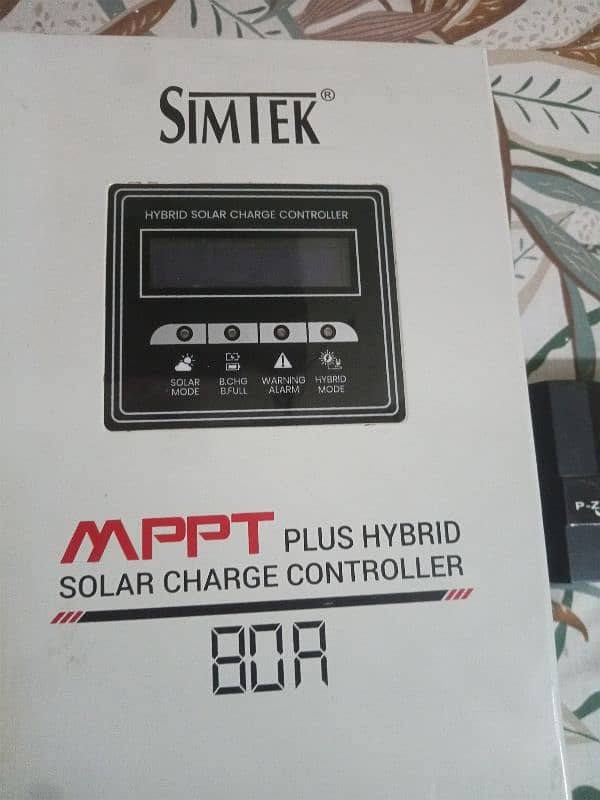 SIMTEK®
HYBRID SOLAR CHARGE CONTROLLER
SOLAR MODE
B.CHG B.FULL
WARNING ALARM
HYBRID MODE
MPPT PLUS HYBRID
SOLAR CHARGE CONTROLLER
80A